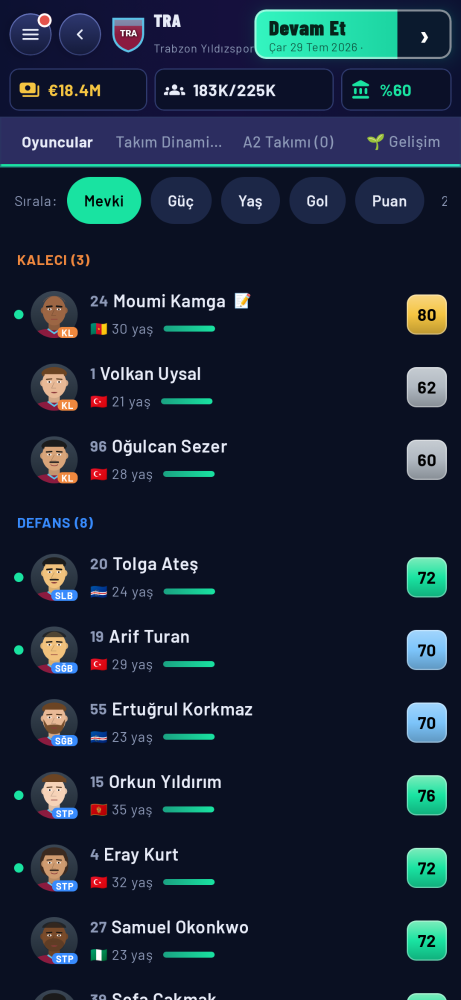 TRA
TRA
Trabzon Yıldızspor
Devam Et
Çar 29 Tem 2026 ·
€18.4M
183K/225K
%60
Oyuncular
Takım Dinami...
A2 Takımı (0)
Gelişim
Sırala:
Mevki
Güç
Yaş
Gol
Puan
KALECI (3)
24 Moumi Kamga
KL
30 yaş
80
1 Volkan Uysal
KL
21 yaş
62
96 Oğulcan Sezer
KL
28 yaş
60
DEFANS (8)
20 Tolga Ateş
SLB
24 yaş
72
19 Arif Turan
SĞB
29 yaş
70
55 Ertuğrul Korkmaz
SĞB
23 yaş
70
15 Orkun Yıldırım
STP
35 yaş
76
4 Eray Kurt
STP
32 yaş
72
27 Samuel Okonkwo
STP
23 yaş
72